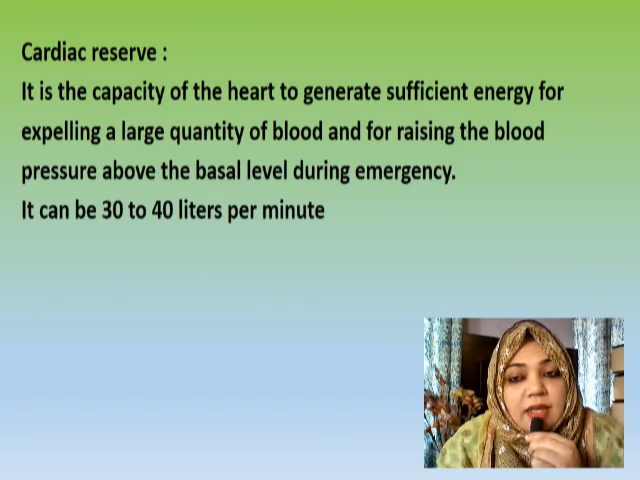 Cardiac reserve :
It is the capacity of the heart to generate sufficient energy for
expelling a large quantity of blood and for raising the blood
pressure above the basal level during emergency.
It can be 30 to 40 liters per minute